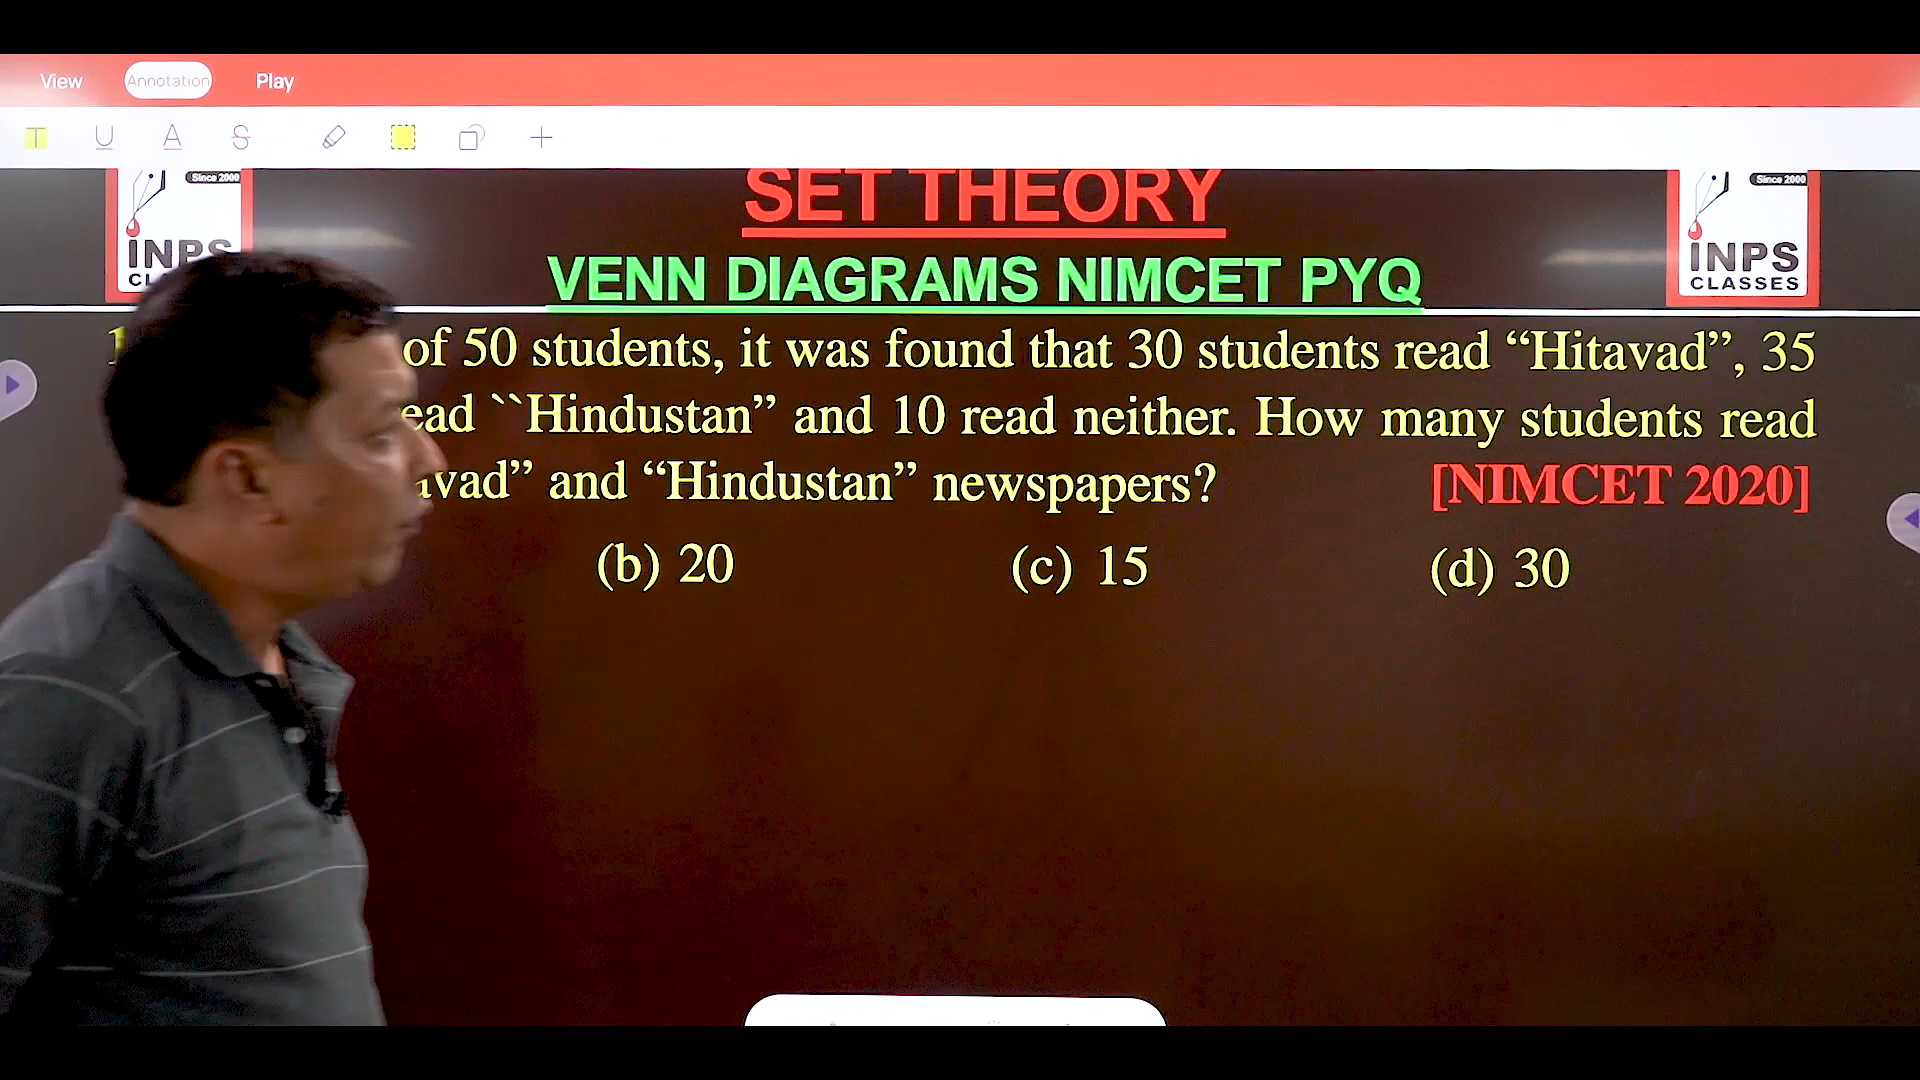 View Annotation Play
T U A S
Since 2000
INPS
Since 2000
INPS
CLASSES
SET THEORY
VENN DIAGRAMS NIMCET PYQ
of 50 students, it was found that 30 students read “Hitavad”, 35
``Hindustan” and 10 read neither. How many students read
and “Hindustan” newspapers? [NIMCET 2020]
(b) 20 (c) 15 (d) 30